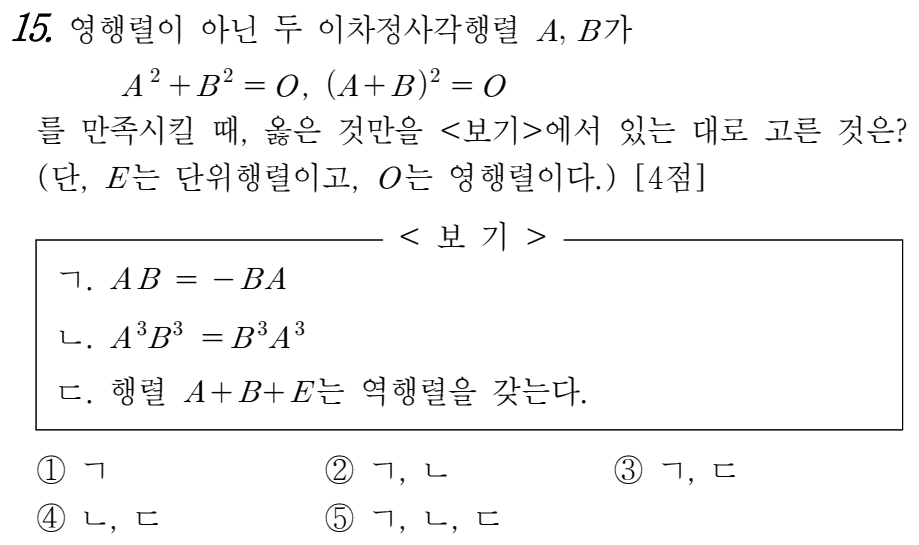 15. 영행렬이 아닌 두 이차정사각행렬 A, B가
A² + B² = O, (A+B)² = O
를 만족시킬 때, 옳은 것만을 <보기>에서 있는 대로 고른 것은?
(단, E는 단위행렬이고, O는 영행렬이다.) [4점]
< 보 기 >
ㄱ. AB = −BA
ㄴ. A³B³ = B³A³
ㄷ. 행렬 A+B+E는 역행렬을 갖는다.
① ㄱ ② ㄱ, ㄴ ③ ㄱ, ㄷ
④ ㄴ, ㄷ ⑤ ㄱ, ㄴ, ㄷ